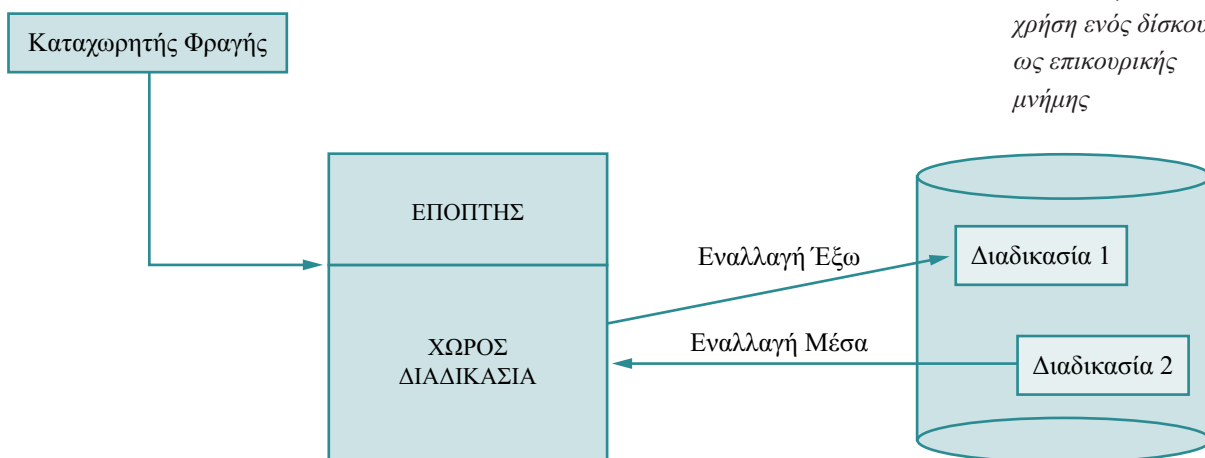 χρήση ενός δίσκου
ως επικουρικής
μνήμης
Καταχωρητής Φραγής
ΕΠΟΠΤΗΣ
Εναλλαγή Έξω
Διαδικασία 1
ΧΩΡΟΣ
ΔΙΑΔΙΚΑΣΙΑ
Εναλλαγή Μέσα
Διαδικασία 2